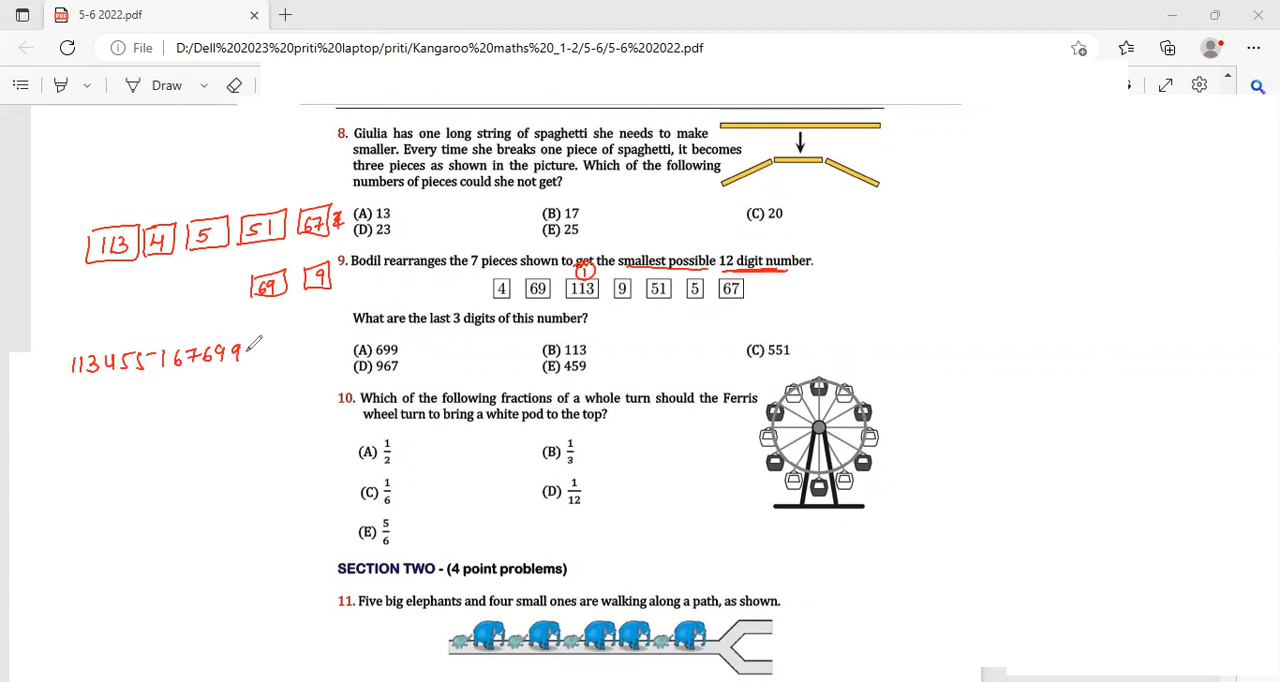 5-6 2022.pdf
File
D:/Dell%202023%20priti%20laptop/priti/Kangaroo%20maths%20_1-2/5-6/5-6%202022.pdf
Draw
8. Giulia has one long string of spaghetti she needs to make
smaller. Every time she breaks one piece of spaghetti, it becomes
three pieces as shown in the picture. Which of the following
numbers of pieces could she not get?
(A) 13 (B) 17 (C) 20
(D) 23 (E) 25
113 4 5 51 67
69 9
9. Bodil rearranges the 7 pieces shown to get the smallest possible 12 digit number.
1
4 69 113 9 51 5 67
What are the last 3 digits of this number?
(A) 699 (B) 113 (C) 551
(D) 967 (E) 459
113455167699
10. Which of the following fractions of a whole turn should the Ferris
wheel turn to bring a white pod to the top?
(A) 1/2 (B) 1/3
(C) 1/6 (D) 1/12
(E) 5/6
SECTION TWO - (4 point problems)
11. Five big elephants and four small ones are walking along a path, as shown.